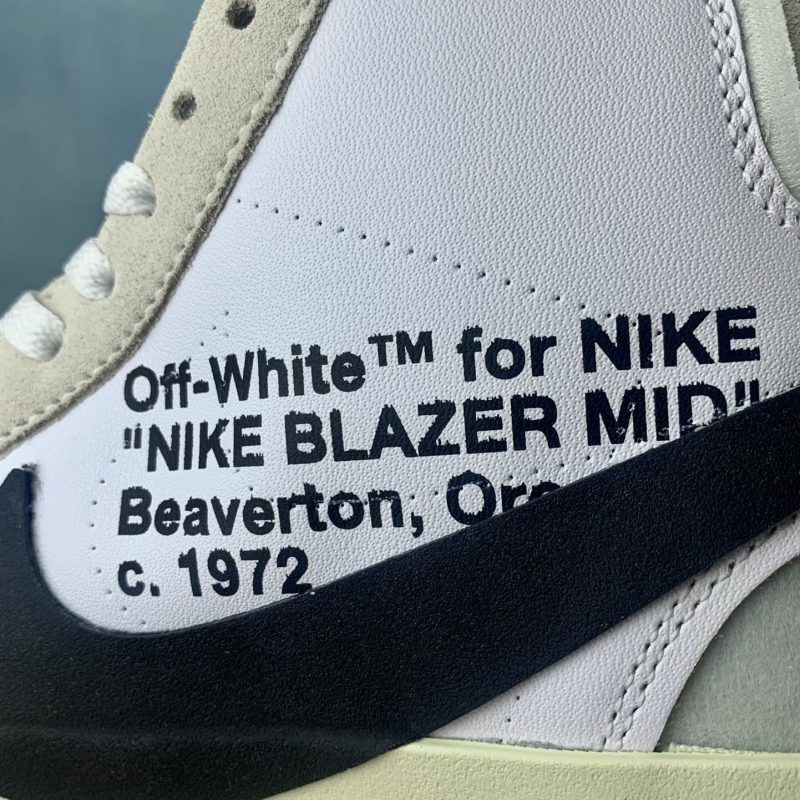 Off-White™ for NIKE
"NIKE BLAZER MID"
Beaverton,
c. 1972